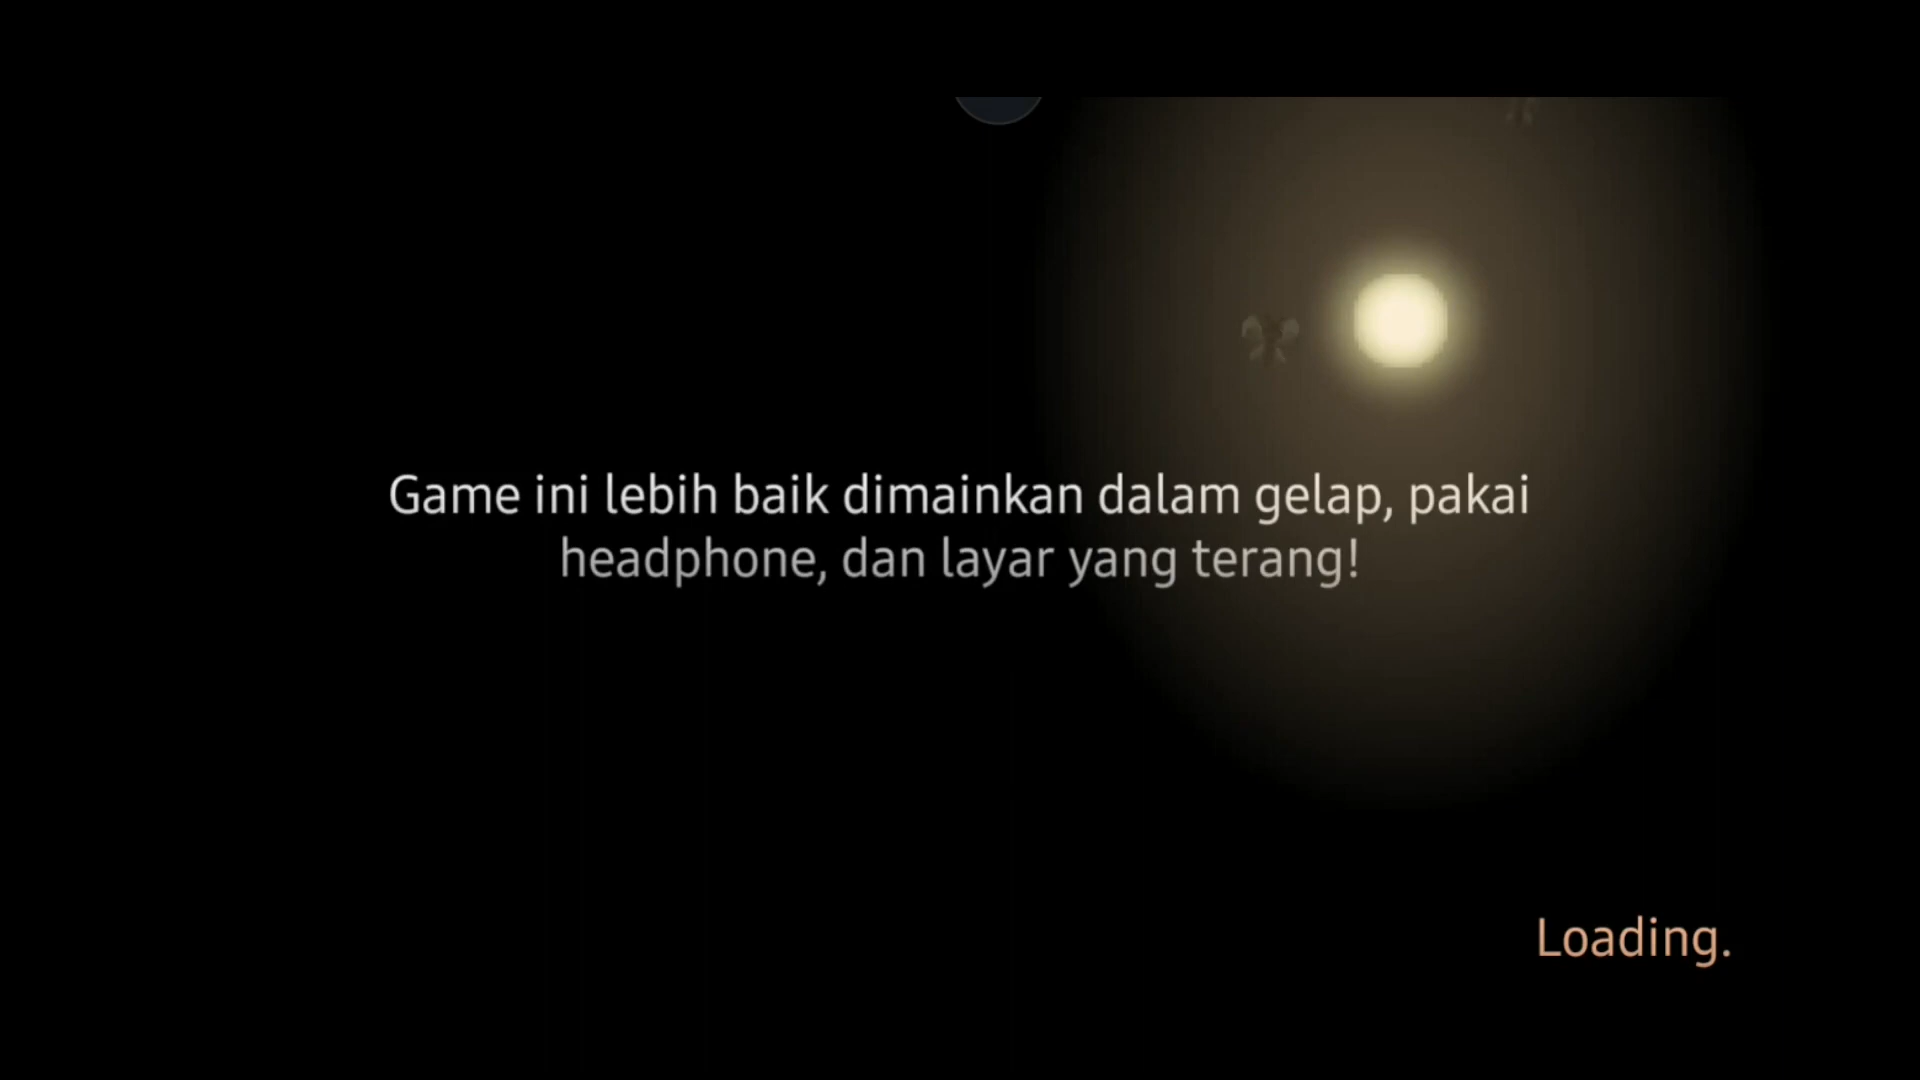 Game ini lebih baik dimainkan dalam gelap, pakai
headphone, dan layar yang terang!
Loading.